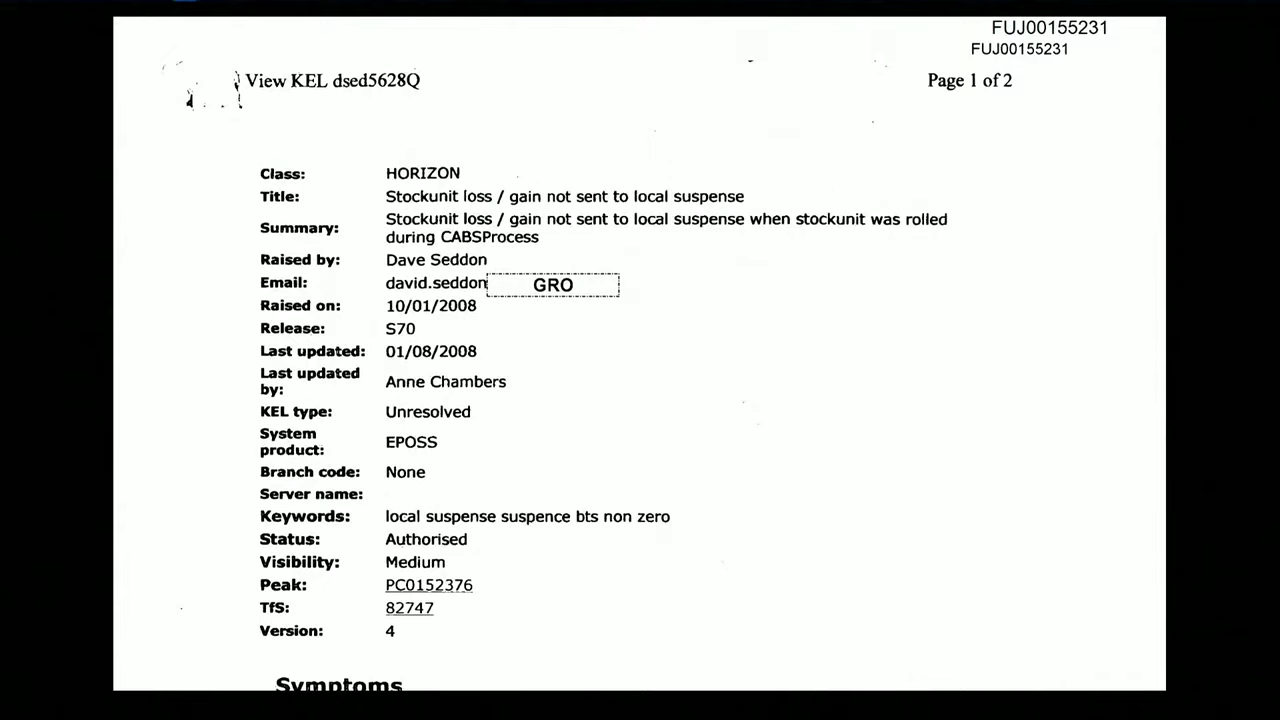 FUJ00155231
FUJ00155231
View KEL dsed5628Q
Page 1 of 2
Class: HORIZON
Title: Stockunit loss / gain not sent to local suspense
Summary: Stockunit loss / gain not sent to local suspense when stockunit was rolled
during CABSProcess
Raised by: Dave Seddon
Email: david.seddon GRO
Raised on: 10/01/2008
Release: S70
Last updated: 01/08/2008
Last updated
by: Anne Chambers
KEL type: Unresolved
System
product: EPOSS
Branch code: None
Server name:
Keywords: local suspense suspence bts non zero
Status: Authorised
Visibility: Medium
Peak: PC0152376
TfS: 82747
Version: 4
Symptoms